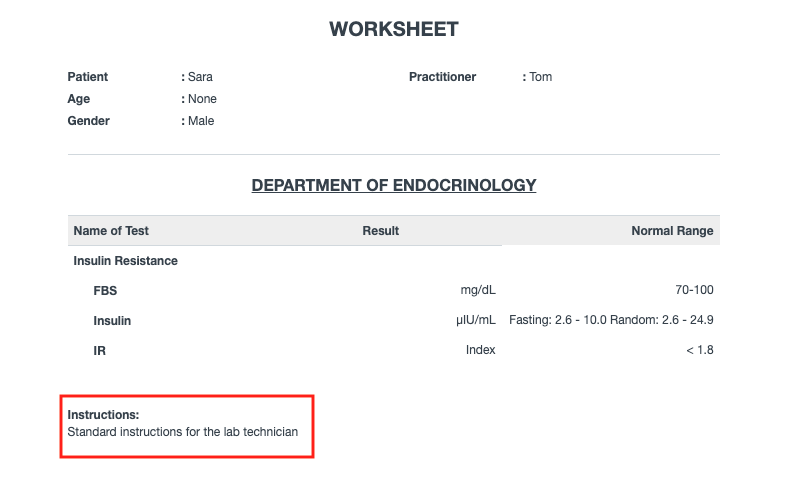 WORKSHEET
Patient : Sara Practitioner : Tom
Age : None
Gender : Male
DEPARTMENT OF ENDOCRINOLOGY
Name of Test Result Normal Range
Insulin Resistance
FBS mg/dL 70-100
Insulin µIU/mL Fasting: 2.6 - 10.0 Random: 2.6 - 24.9
IR Index < 1.8
Instructions:
Standard instructions for the lab technician